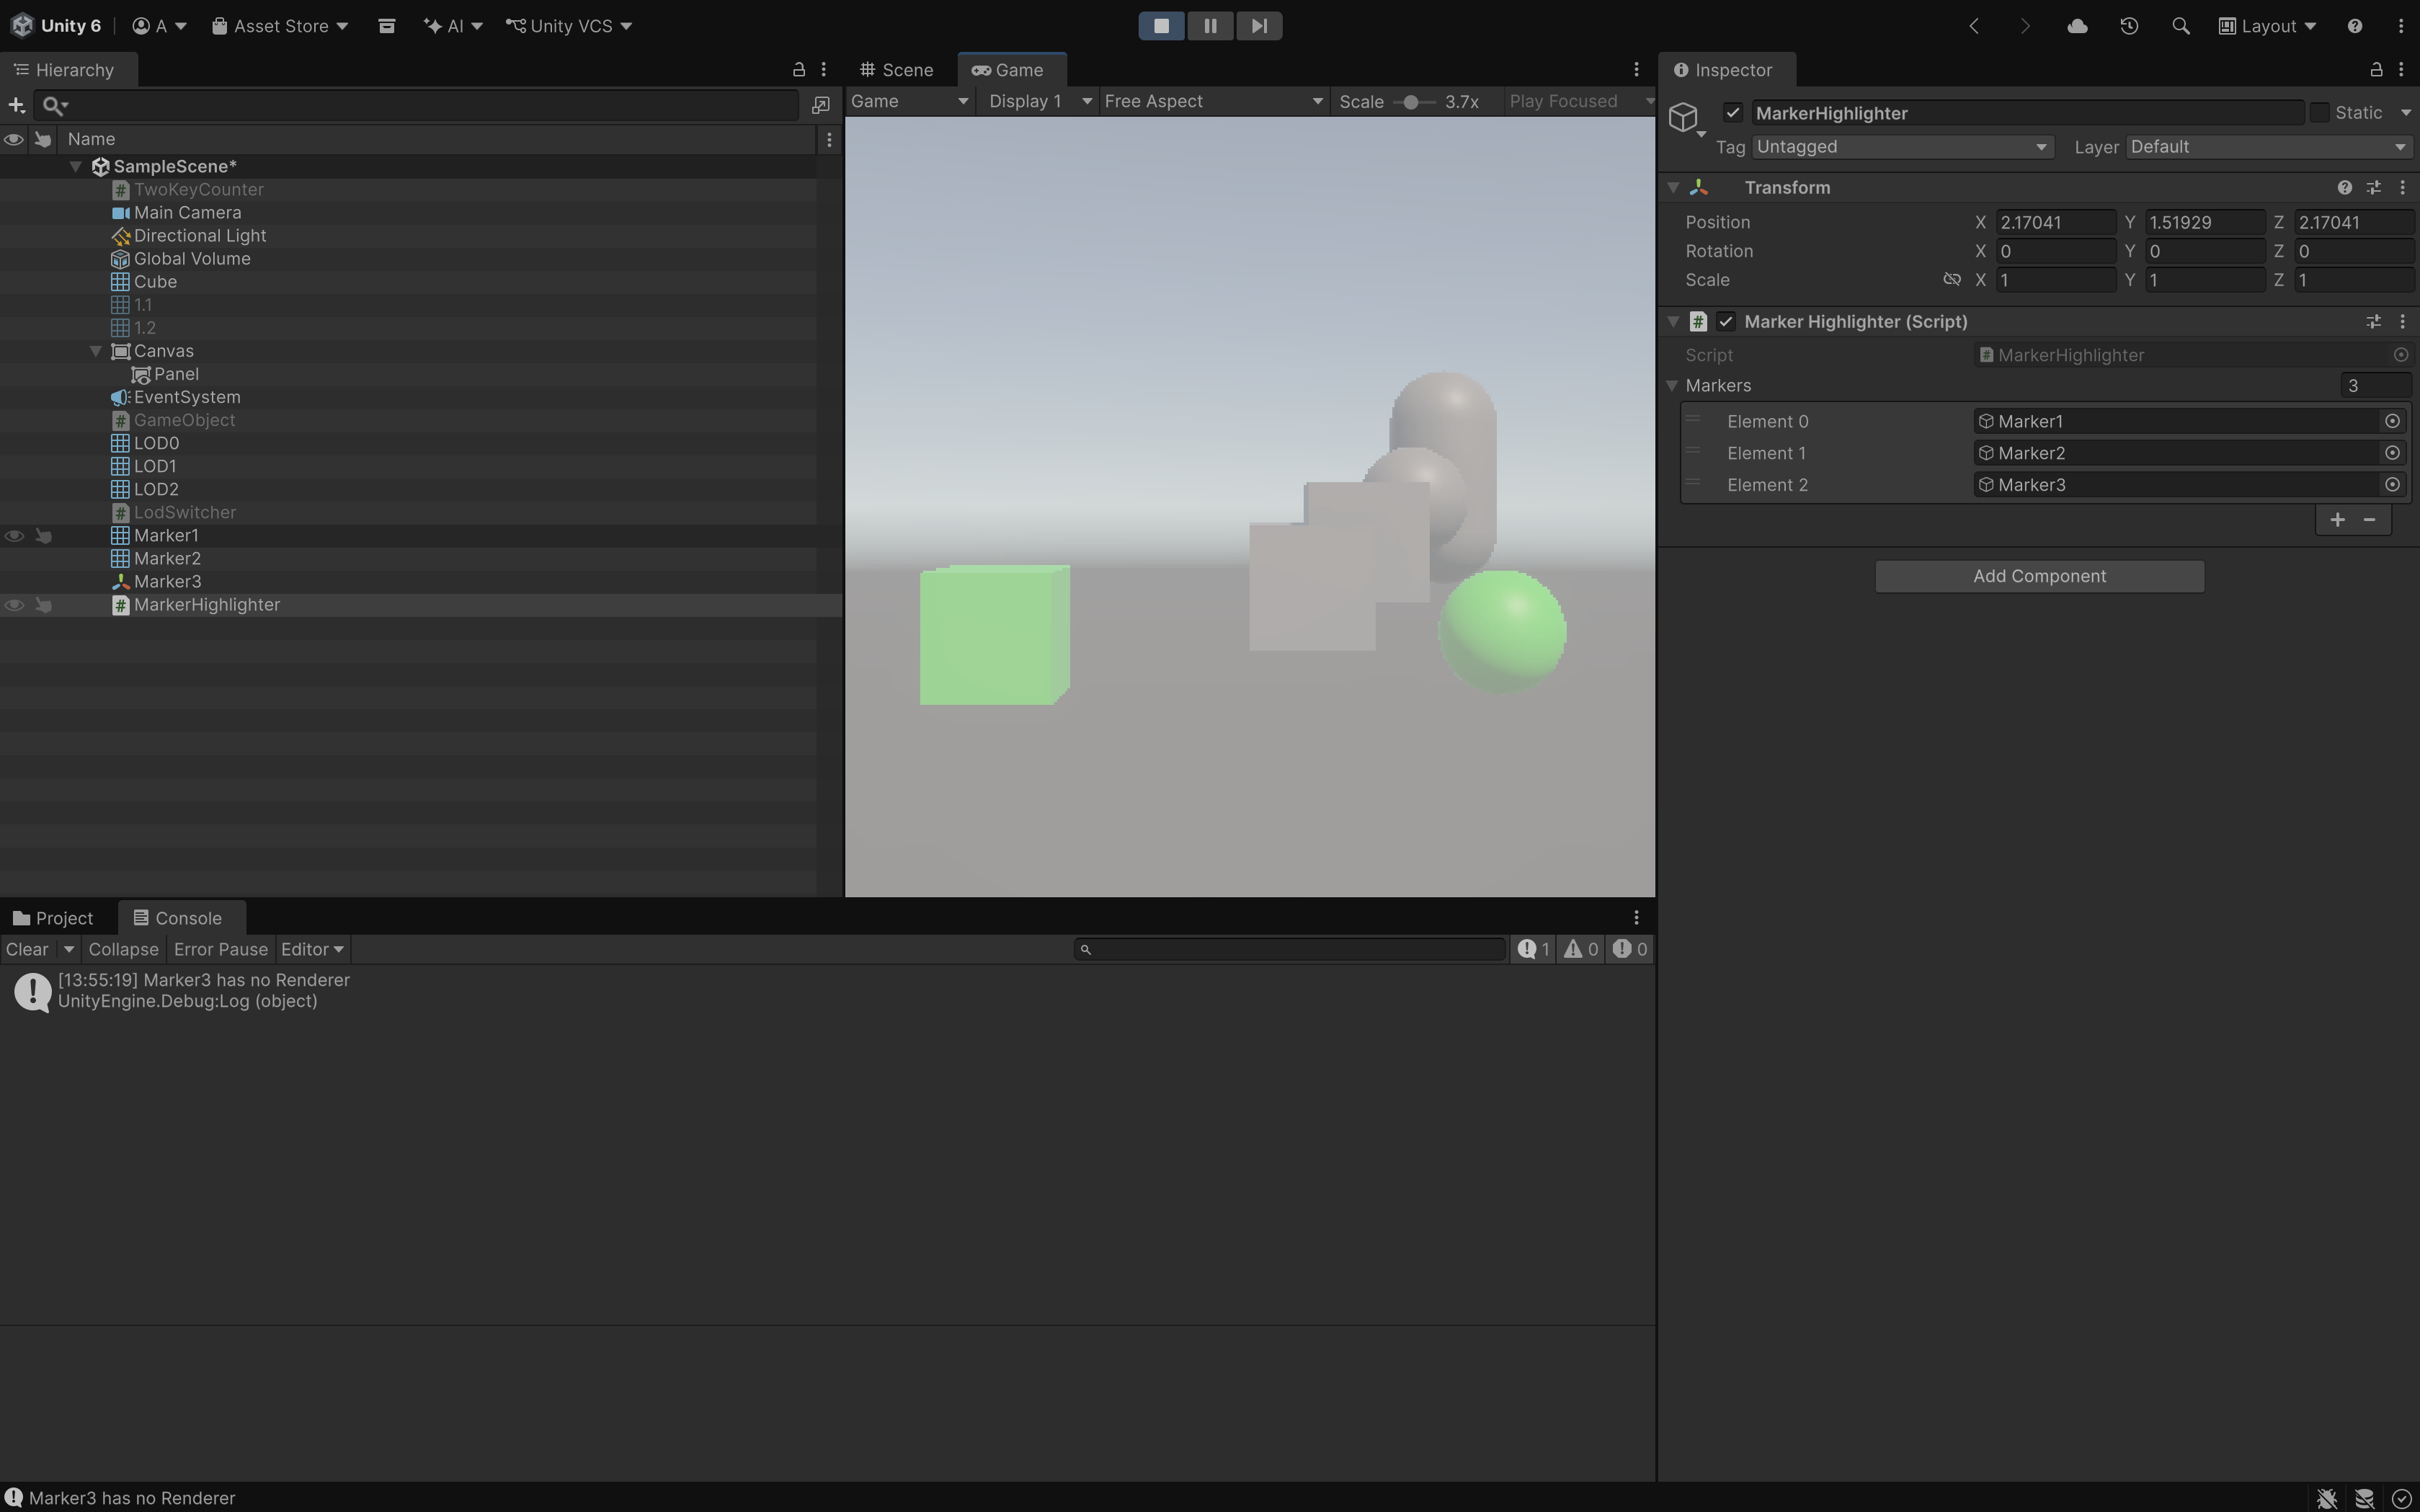 Unity 6 A Asset Store AI Unity VCS Layout
Hierarchy
Name
SampleScene*
TwoKeyCounter
Main Camera
Directional Light
Global Volume
Cube
1.1
1.2
Canvas
Panel
EventSystem
GameObject
LOD0
LOD1
LOD2
LodSwitcher
Marker1
Marker2
Marker3
MarkerHighlighter
Scene Game
Game Display 1 Free Aspect Scale 3.7x Play Focused
Inspector
MarkerHighlighter Static
Tag Untagged Layer Default
Transform
Position X 2.17041 Y 1.51929 Z 2.17041
Rotation X 0 Y 0 Z 0
Scale X 1 Y 1 Z 1
# Marker Highlighter (Script)
Script MarkerHighlighter
Markers 3
Element 0 Marker1
Element 1 Marker2
Element 2 Marker3
Add Component
Project Console
Clear Collapse Error Pause Editor 1 0 0
[13:55:19] Marker3 has no Renderer
UnityEngine.Debug:Log (object)
Marker3 has no Renderer